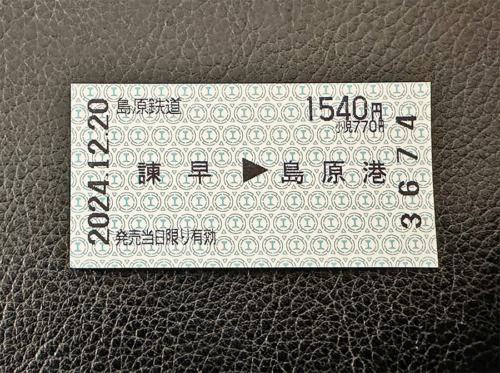 2024.12.20
島原鉄道
1540円
小児770円
諫早▶島原港
発売当日限り有効
3674